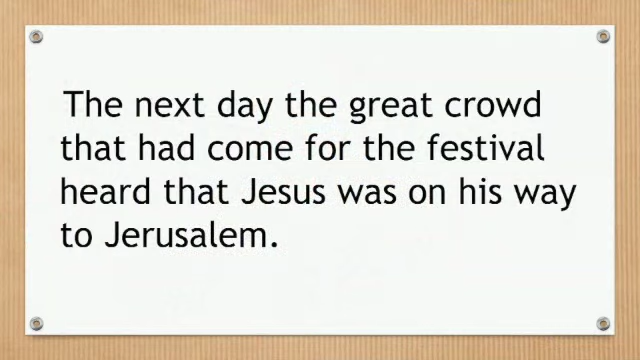 The next day the great crowd
that had come for the festival
heard that Jesus was on his way
to Jerusalem.